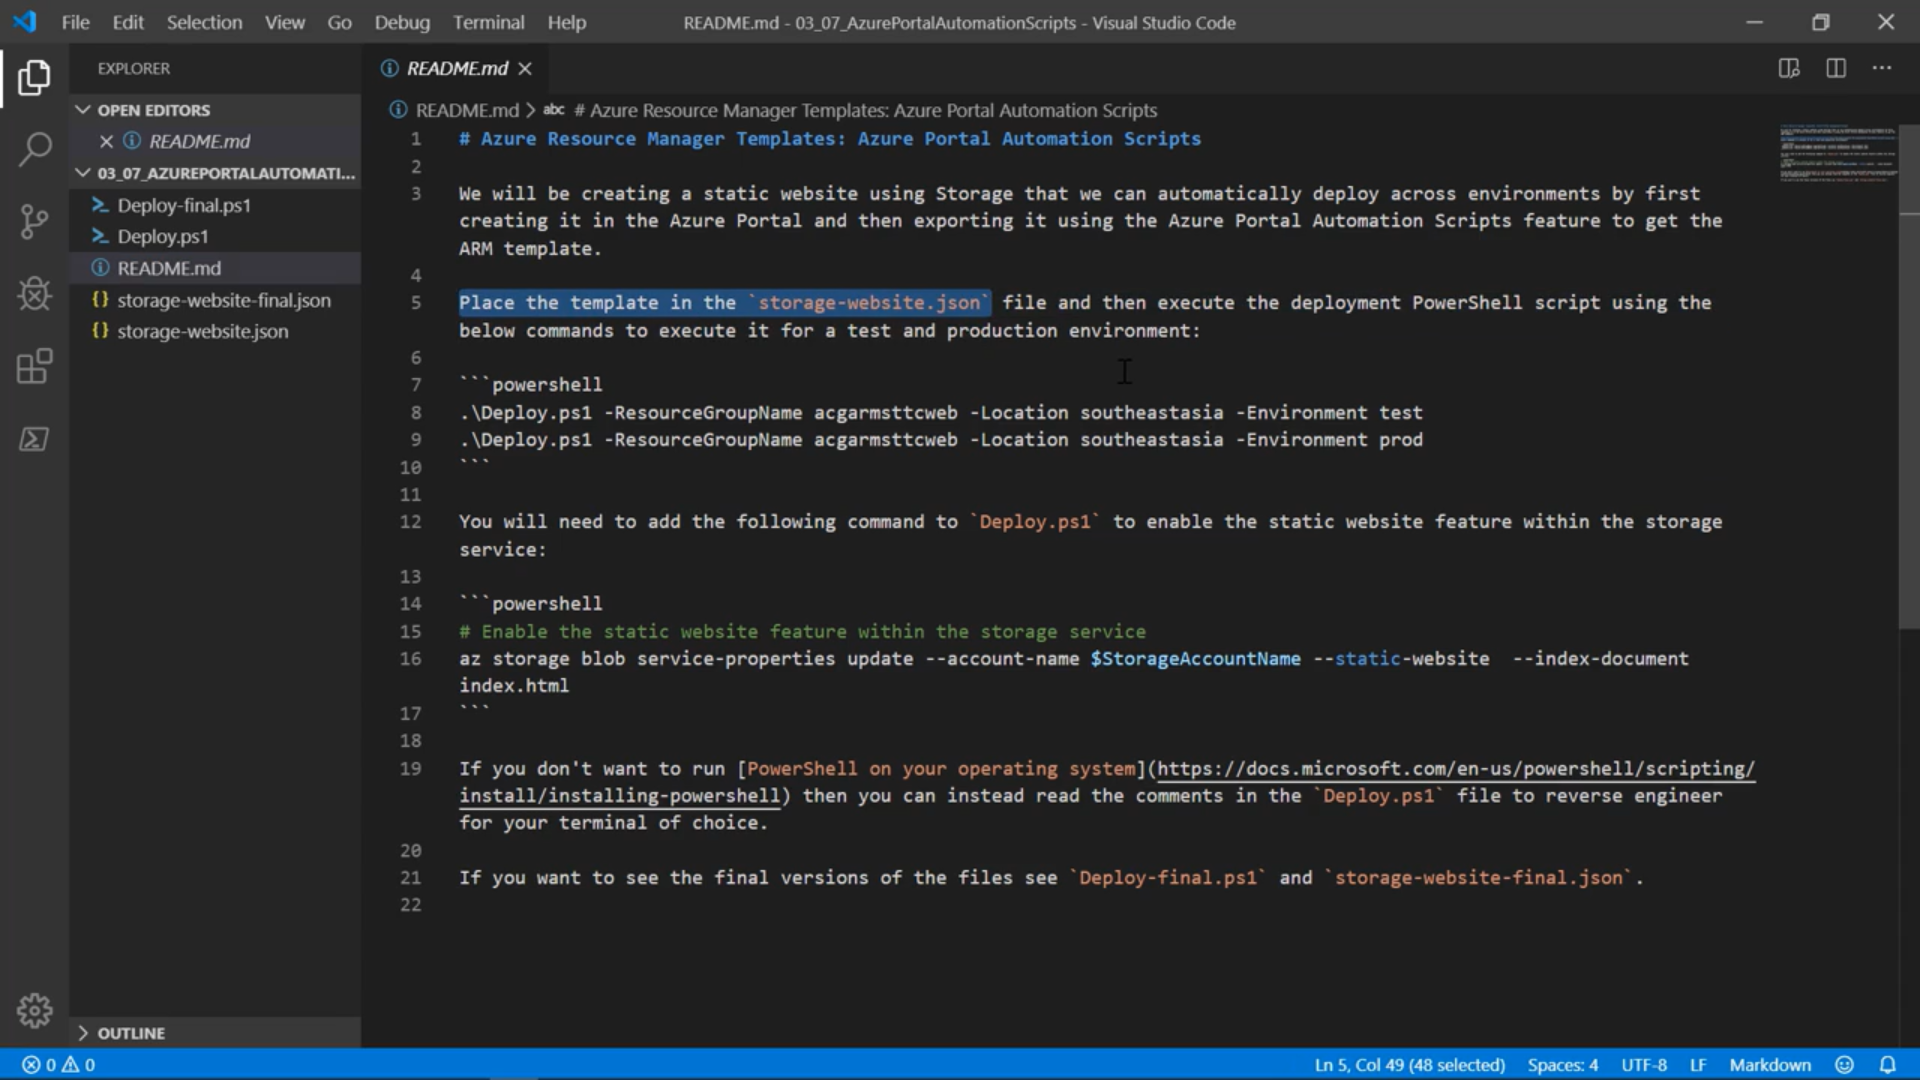 File Edit Selection View Go Debug Terminal Help README.md - 03_07_AzurePortalAutomationScripts - Visual Studio Code
EXPLORER
OPEN EDITORS
README.md
03_07_AZUREPORTALAUTOMATI...
Deploy-final.ps1
Deploy.ps1
README.md
storage-website-final.json
storage-website.json
OUTLINE
README.md
README.md > abc # Azure Resource Manager Templates: Azure Portal Automation Scripts
1 # Azure Resource Manager Templates: Azure Portal Automation Scripts
2
3 We will be creating a static website using Storage that we can automatically deploy across environments by first
creating it in the Azure Portal and then exporting it using the Azure Portal Automation Scripts feature to get the
ARM template.
4
5 Place the template in the `storage-website.json` file and then execute the deployment PowerShell script using the
below commands to execute it for a test and production environment:
6
7 ```powershell
8 .\Deploy.ps1 -ResourceGroupName acgarmsttcweb -Location southeastasia -Environment test
9 .\Deploy.ps1 -ResourceGroupName acgarmsttcweb -Location southeastasia -Environment prod
10 ```
11
12 You will need to add the following command to `Deploy.ps1` to enable the static website feature within the storage
service:
13
14 ```powershell
15 # Enable the static website feature within the storage service
16 az storage blob service-properties update --account-name $StorageAccountName --static-website  --index-document
index.html
17 ```
18
19 If you don't want to run [PowerShell on your operating system](https://docs.microsoft.com/en-us/powershell/scripting/
install/installing-powershell) then you can instead read the comments in the `Deploy.ps1` file to reverse engineer
for your terminal of choice.
20
21 If you want to see the final versions of the files see `Deploy-final.ps1` and `storage-website-final.json`.
22
0 0 Ln 5, Col 49 (48 selected) Spaces: 4 UTF-8 LF Markdown